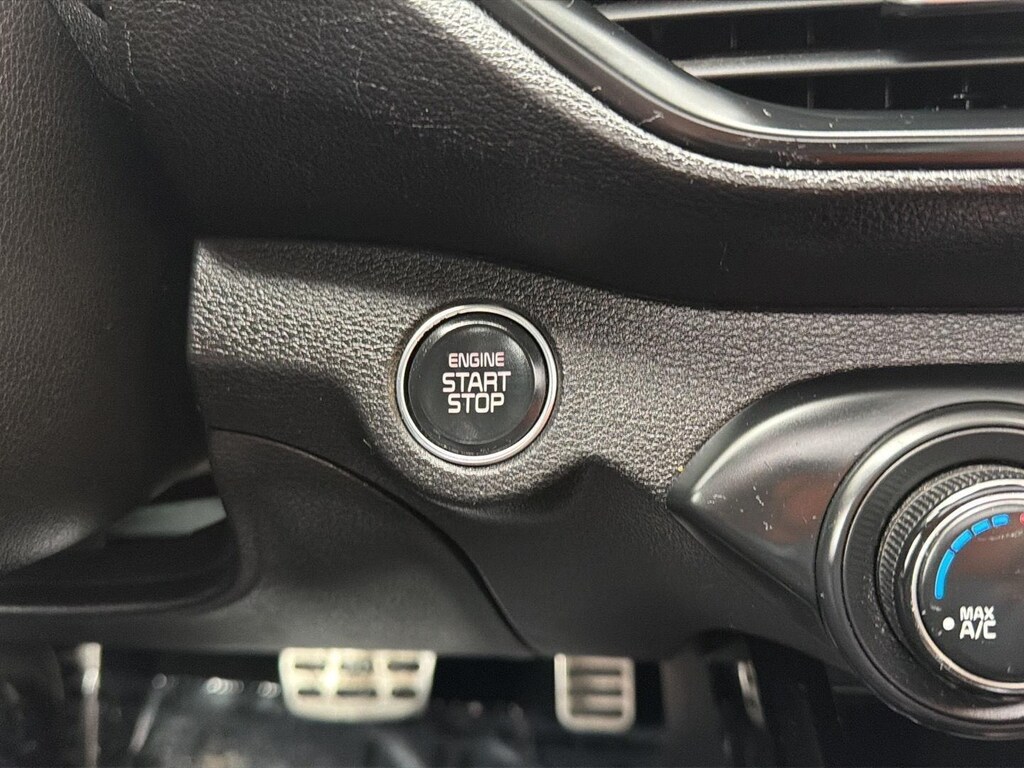 ENGINE
START
STOP
MAX
A/C